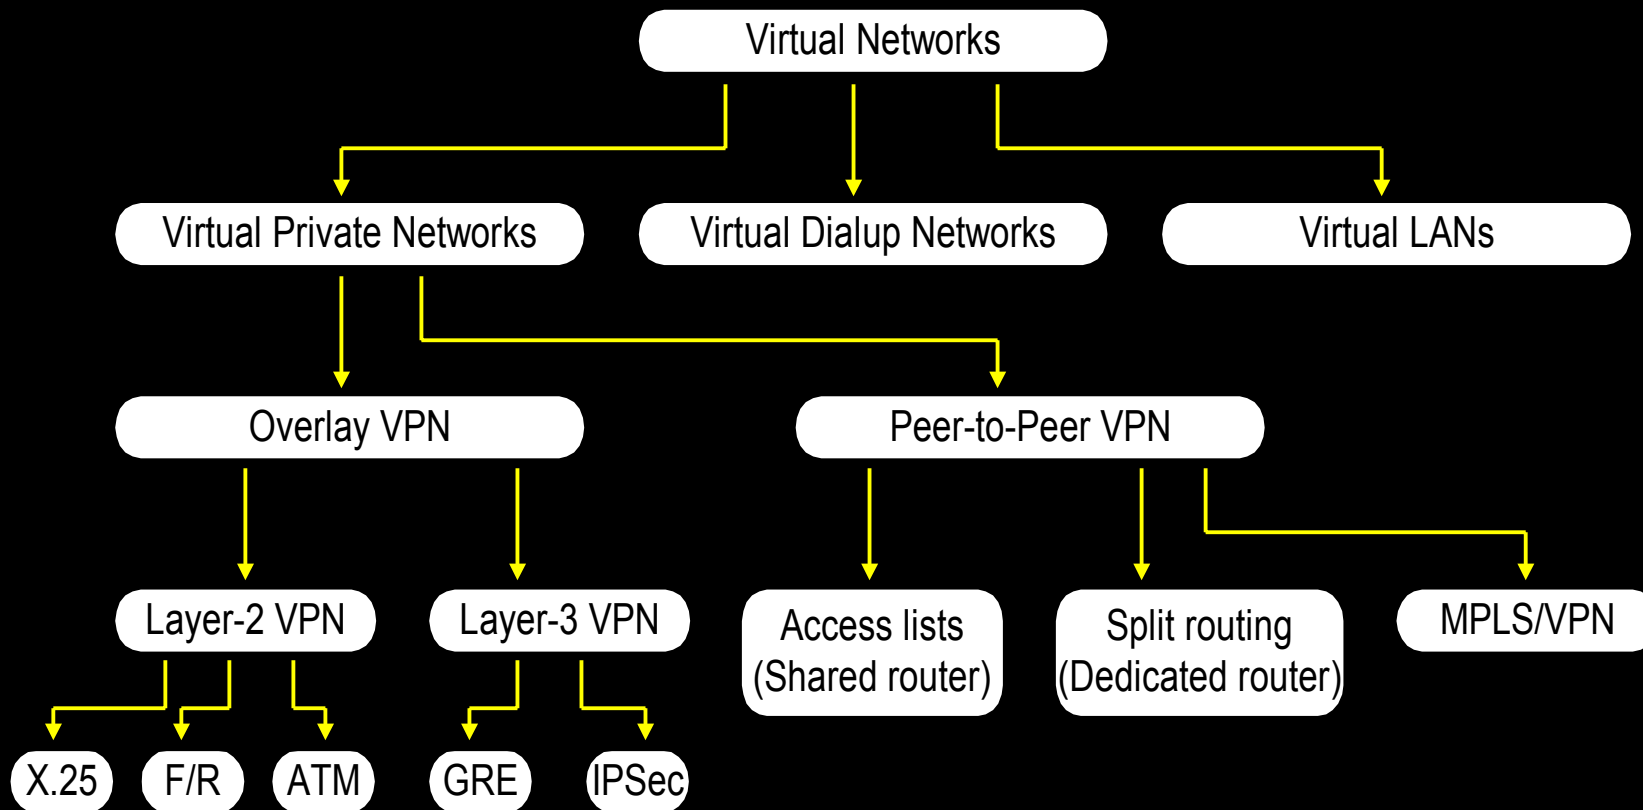 Virtual Networks
Virtual Private Networks
Virtual Dialup Networks
Virtual LANs
Overlay VPN
Peer-to-Peer VPN
Layer-2 VPN
Layer-3 VPN
Access lists
(Shared router)
Split routing
(Dedicated router)
MPLS/VPN
X.25
F/R
ATM
GRE
IPSec